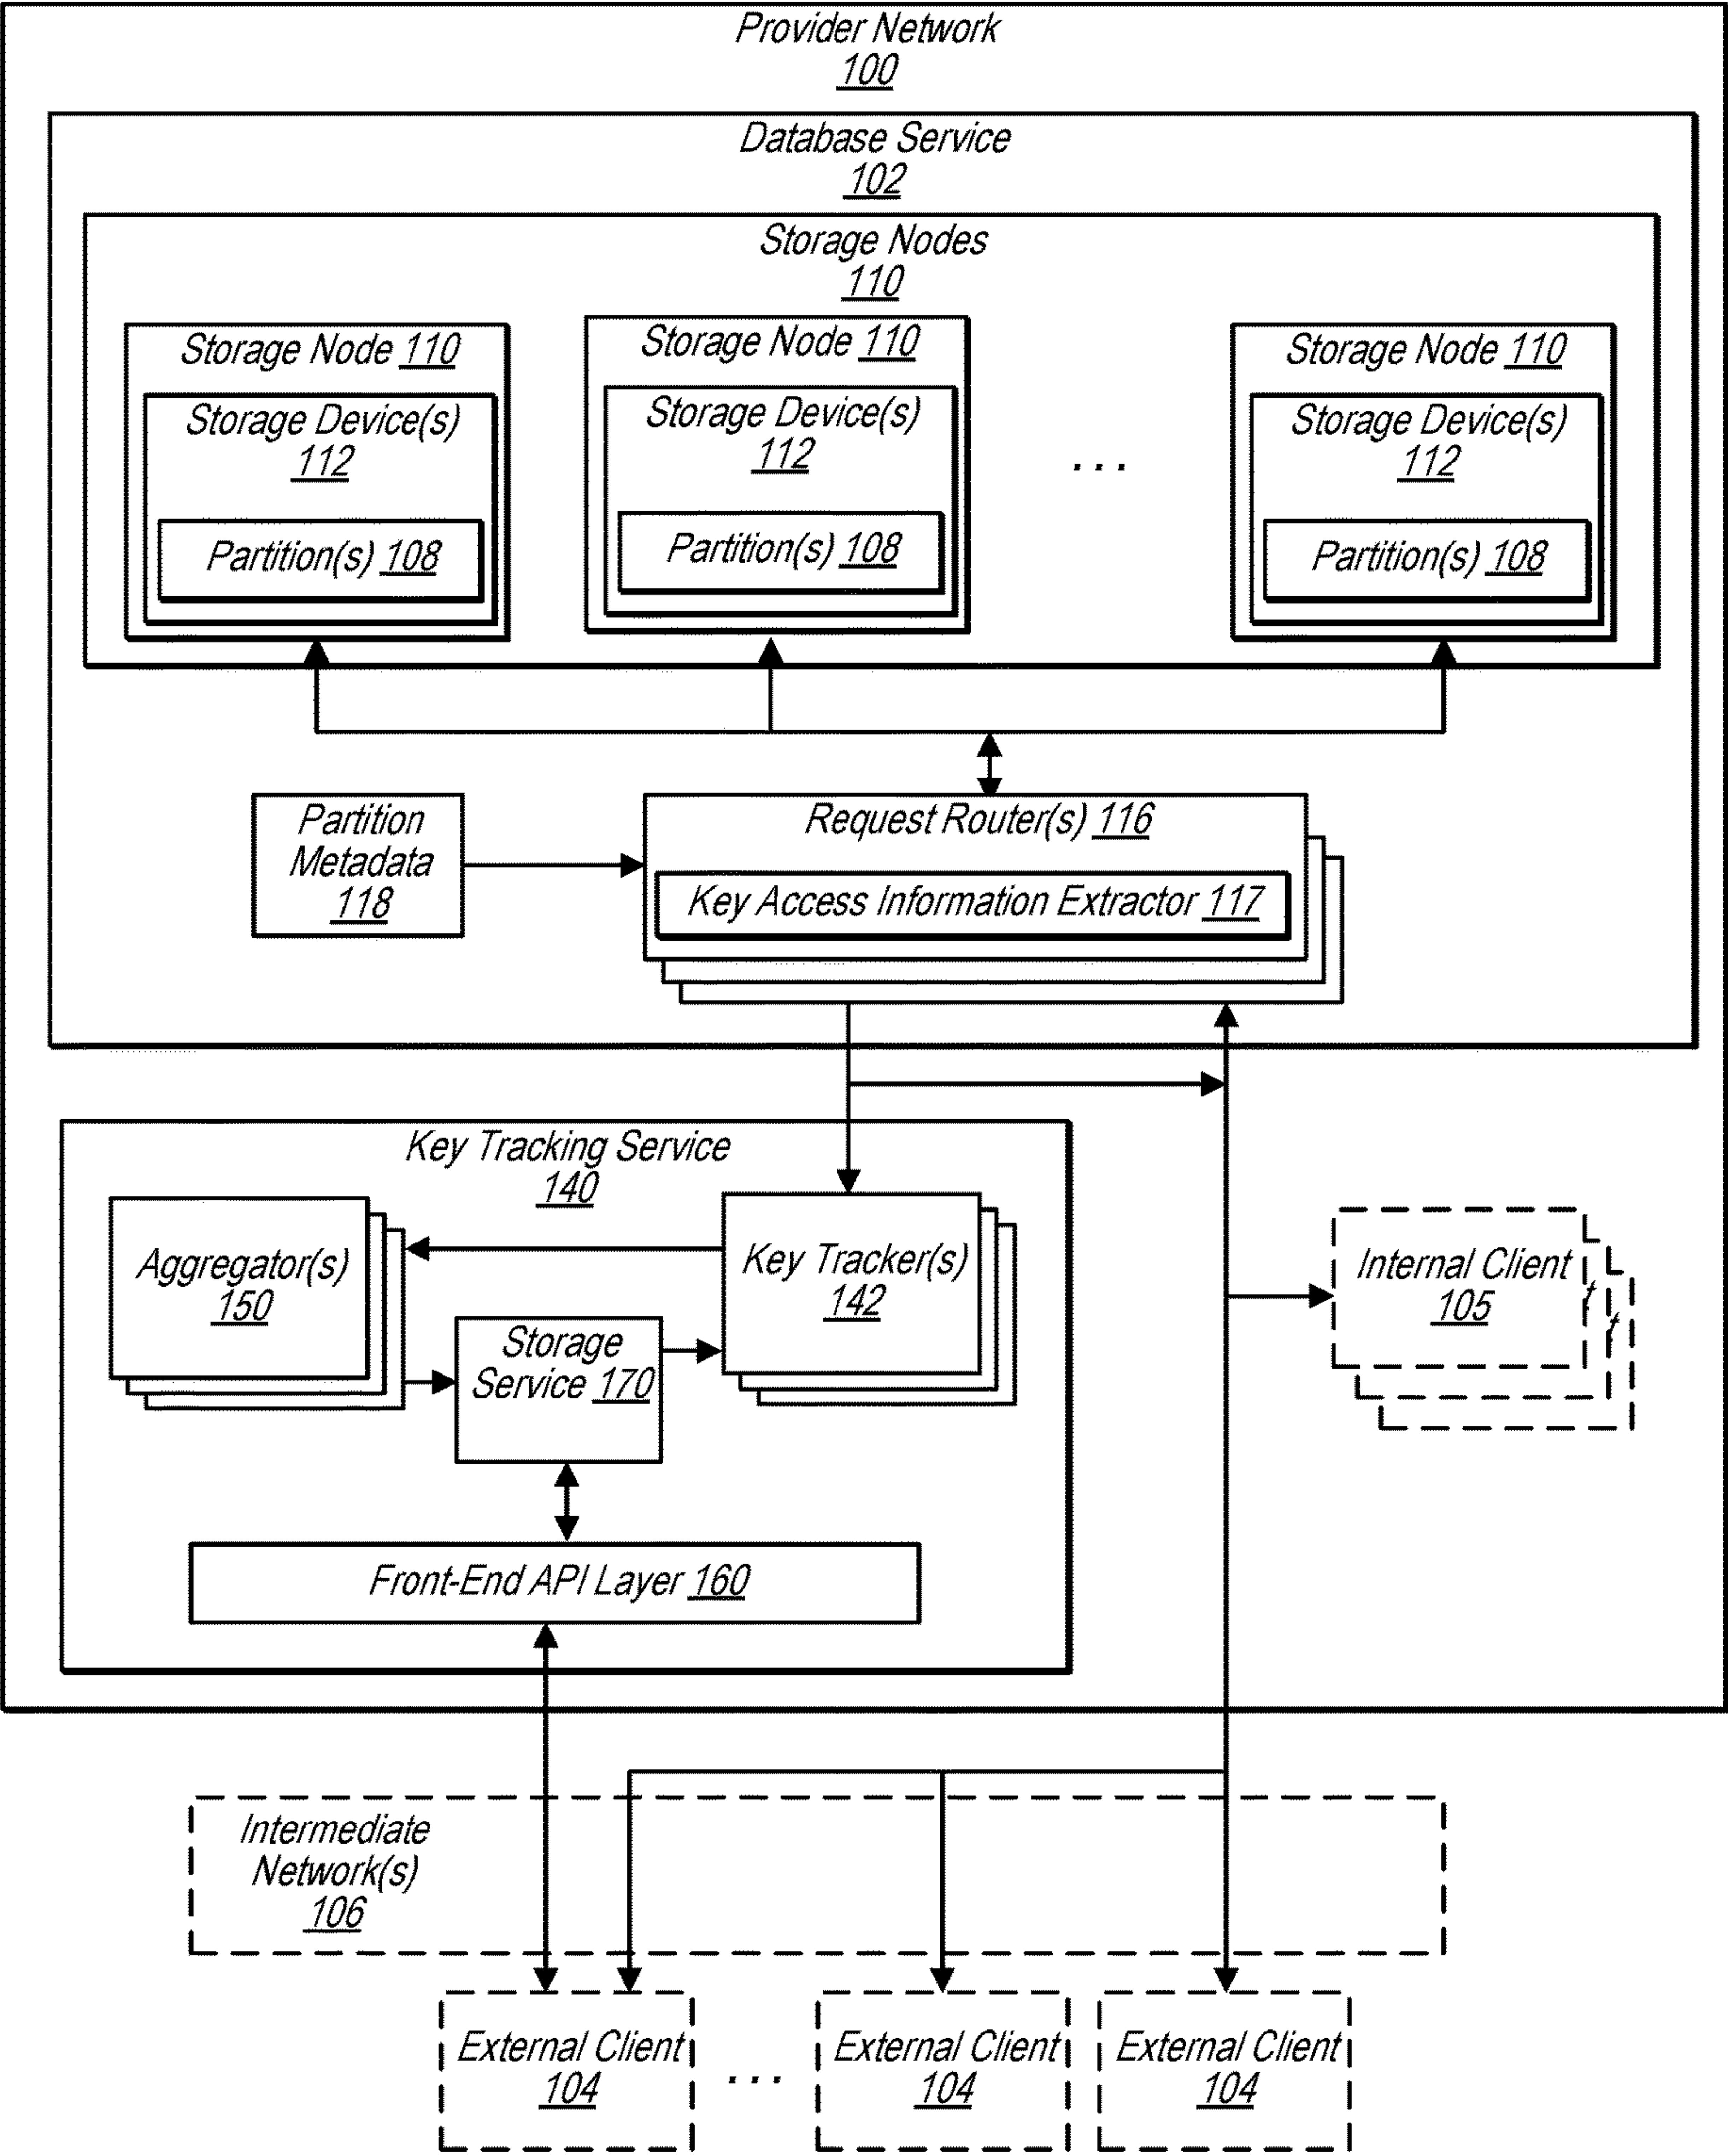 Provider Network
100
Database Service
102
Storage Nodes
110
Storage Node 110
Storage Device(s)
112
Partition(s) 108
Storage Node 110
Storage Device(s)
112
Partition(s) 108
. . .
Storage Node 110
Storage Device(s)
112
Partition(s) 108
Partition
Metadata
118
Request Router(s) 116
Key Access Information Extractor 117
Key Tracking Service
140
Aggregator(s)
150
Key Tracker(s)
142
Storage
Service 170
Front-End API Layer 160
Internal Client
105
t
t
Intermediate
Network(s)
106
External Client
104
. . .
External Client
104
External Client
104